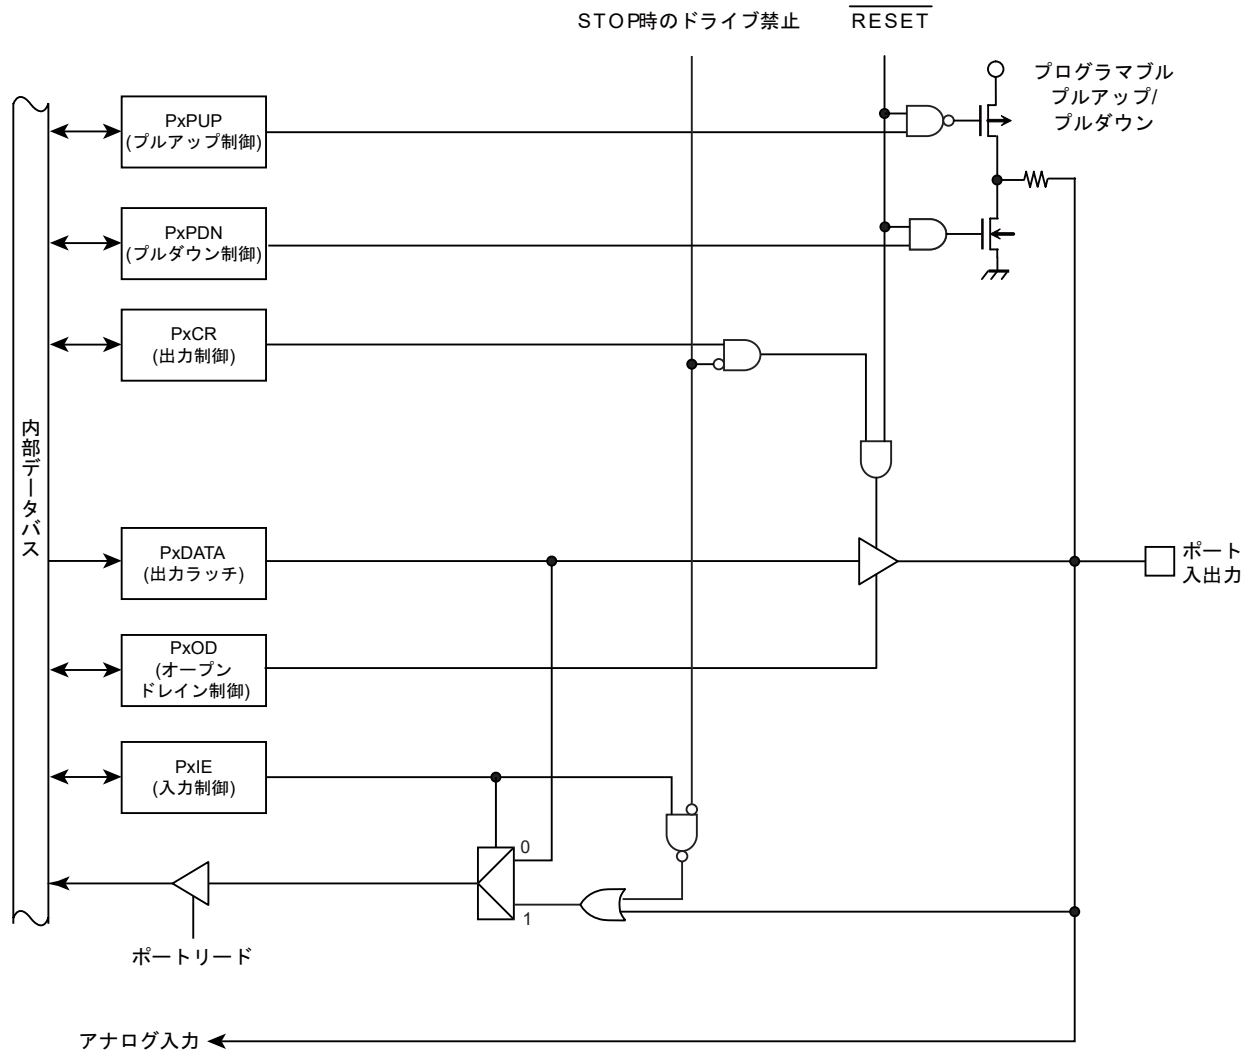 STOP時のドライブ禁止
RESET
プログラマブル
プルアップ/
プルダウン
PxPUP
(プルアップ制御)
PxPDN
(プルダウン制御)
PxCR
(出力制御)
内部データバス
PxDATA
(出力ラッチ)
ポート
入出力
PxOD
(オープン
ドレイン制御)
PxIE
(入力制御)
0
1
ポートリード
アナログ入力